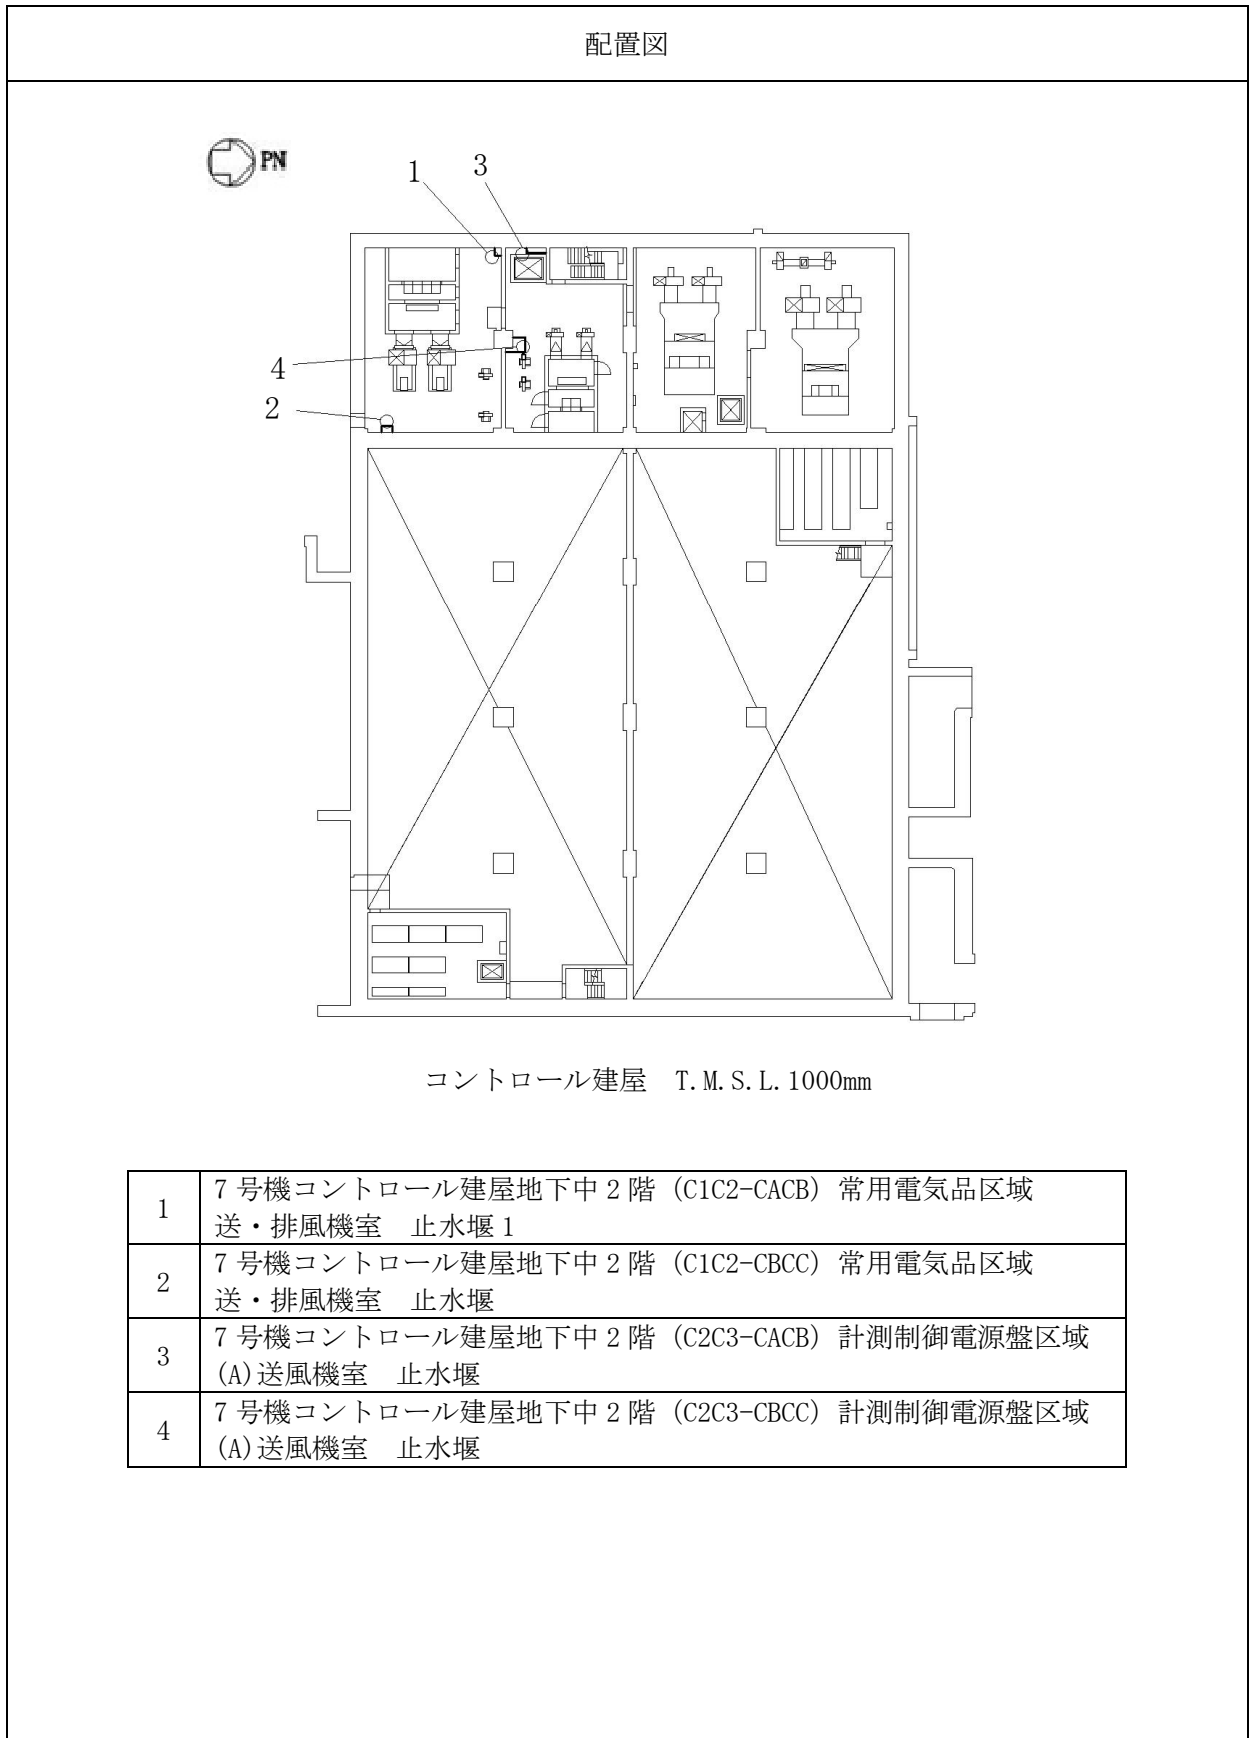 配置図
PN
1
3
4
2
コントロール建屋　T.M.S.L.1000mm
1
7号機コントロール建屋地下中2階（C1C2-CACB）常用電気品区域
送・排風機室　止水堰1
2
7号機コントロール建屋地下中2階（C1C2-CBCC）常用電気品区域
送・排風機室　止水堰
3
7号機コントロール建屋地下中2階（C2C3-CACB）計測制御電源盤区域
(A)送風機室　止水堰
4
7号機コントロール建屋地下中2階（C2C3-CBCC）計測制御電源盤区域
(A)送風機室　止水堰